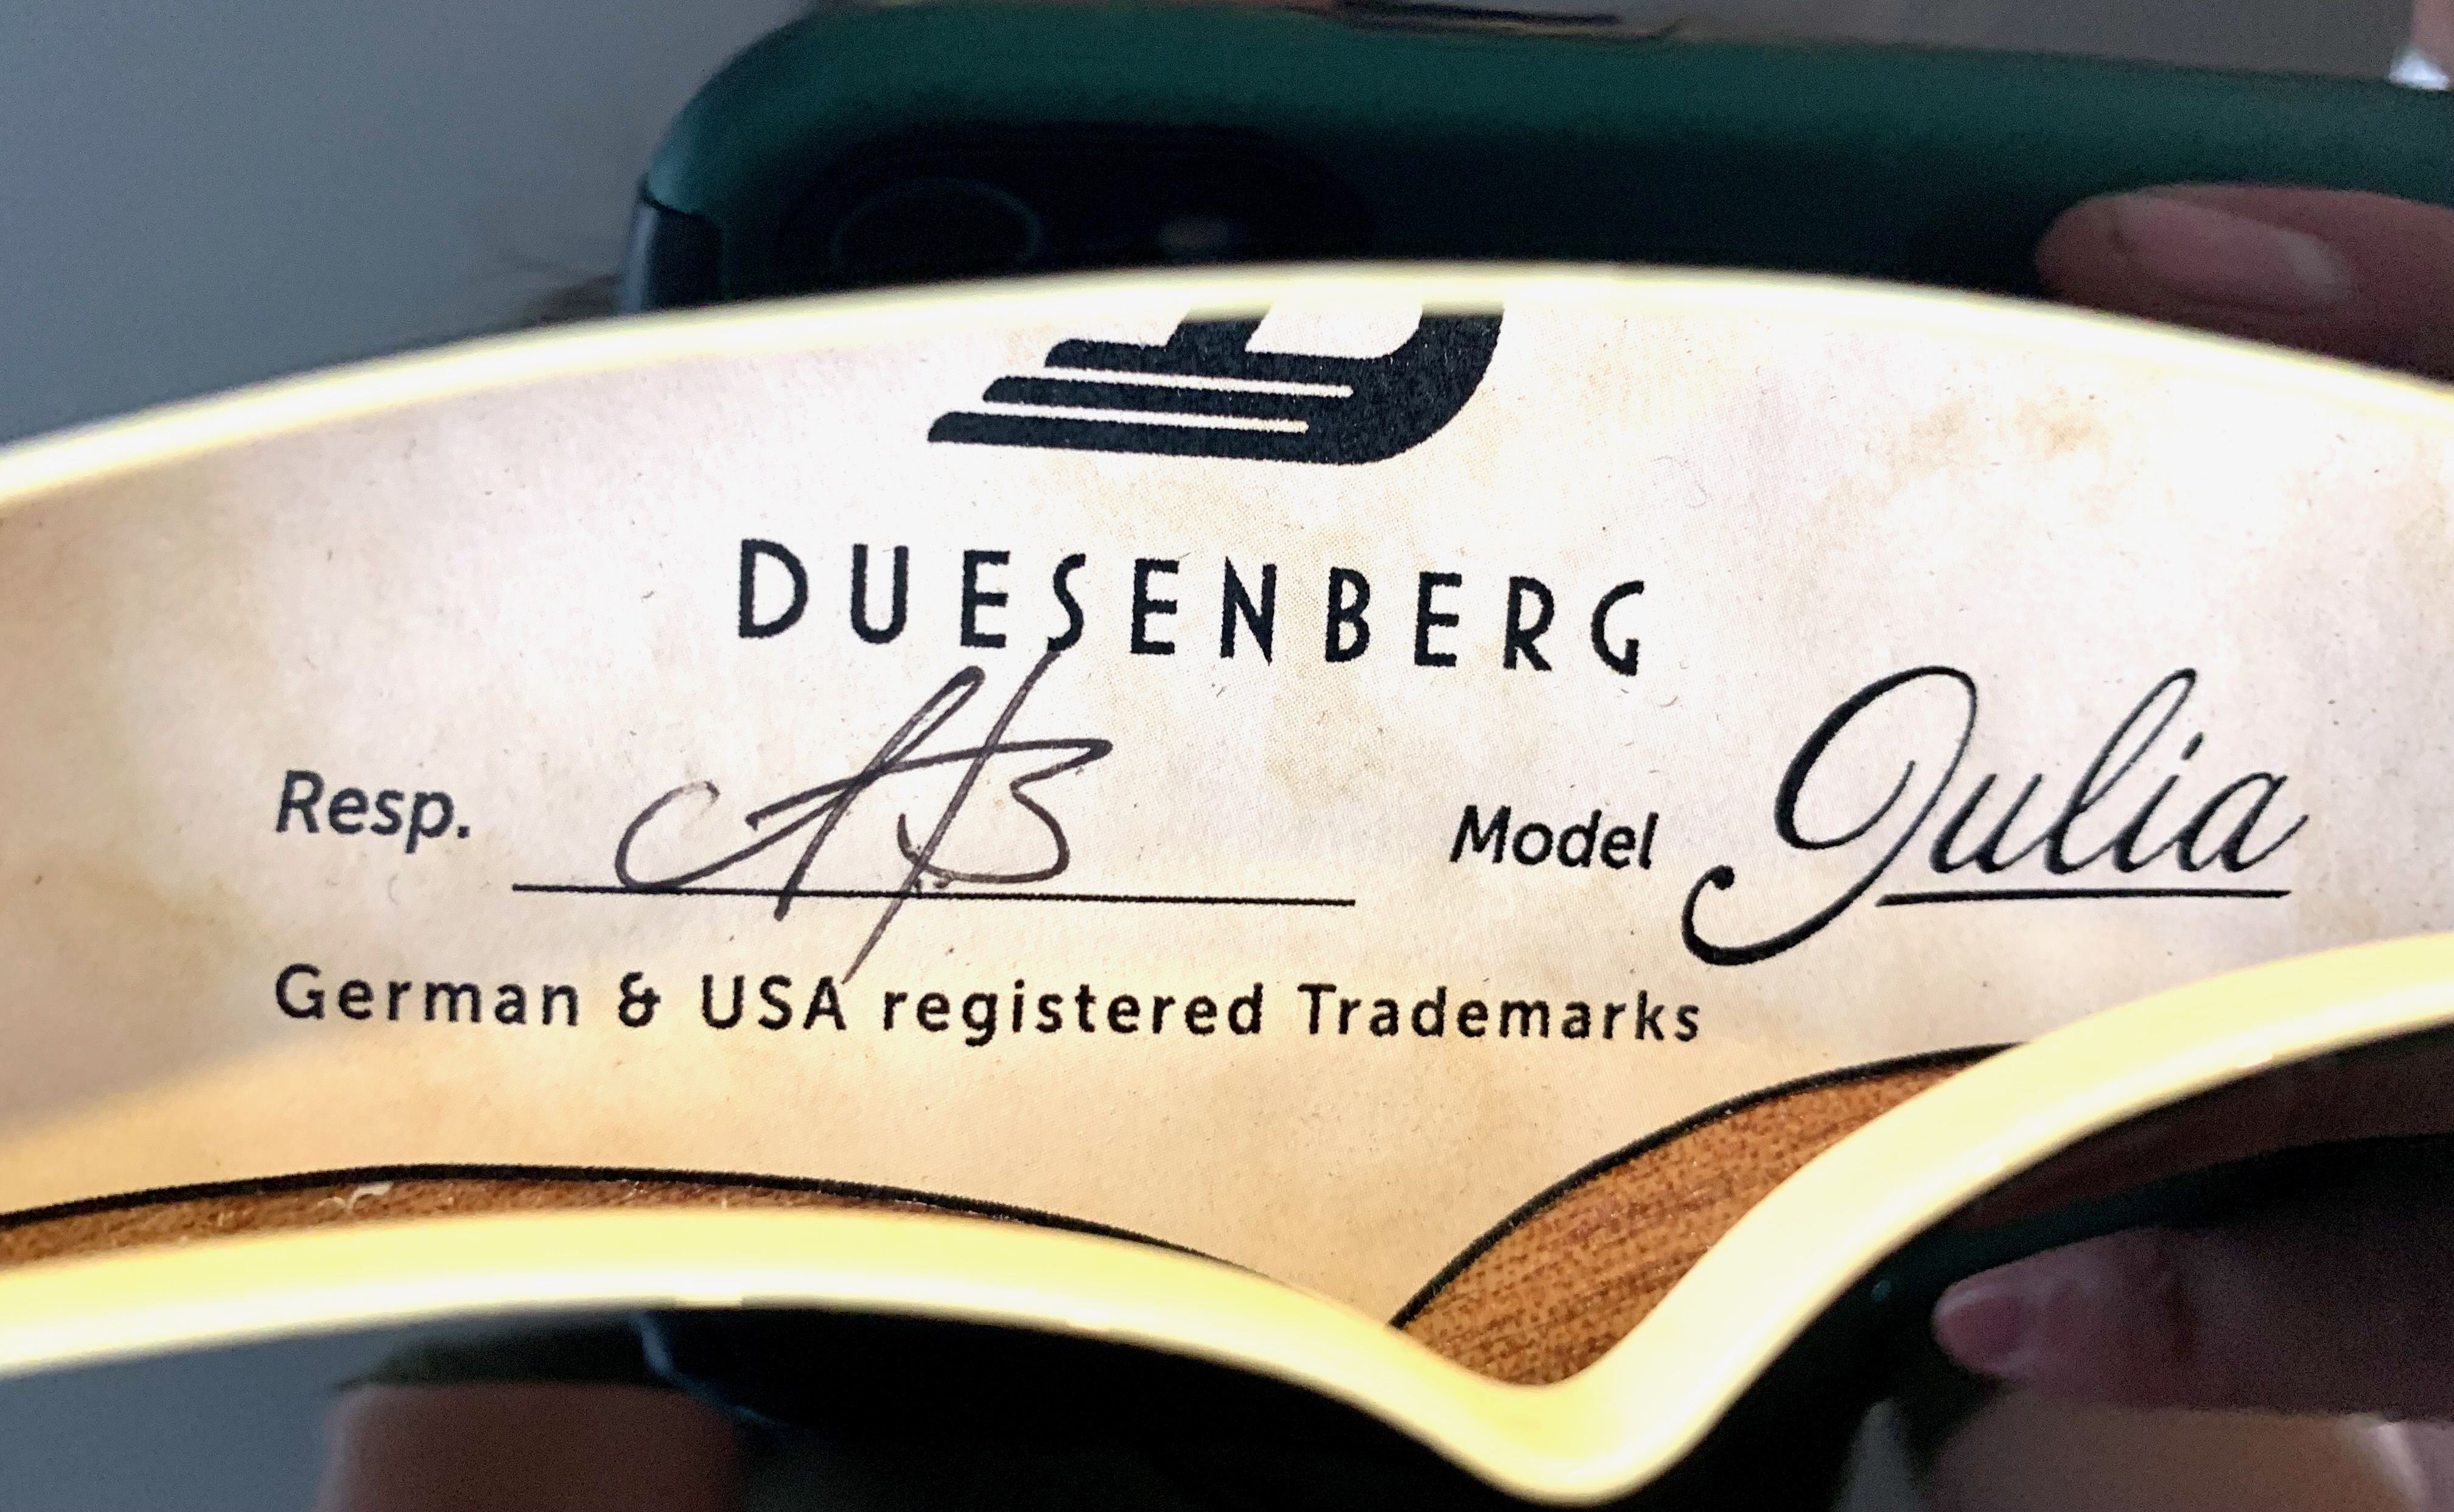 DUESENBERG
Resp. Model Julia
German & USA registered Trademarks